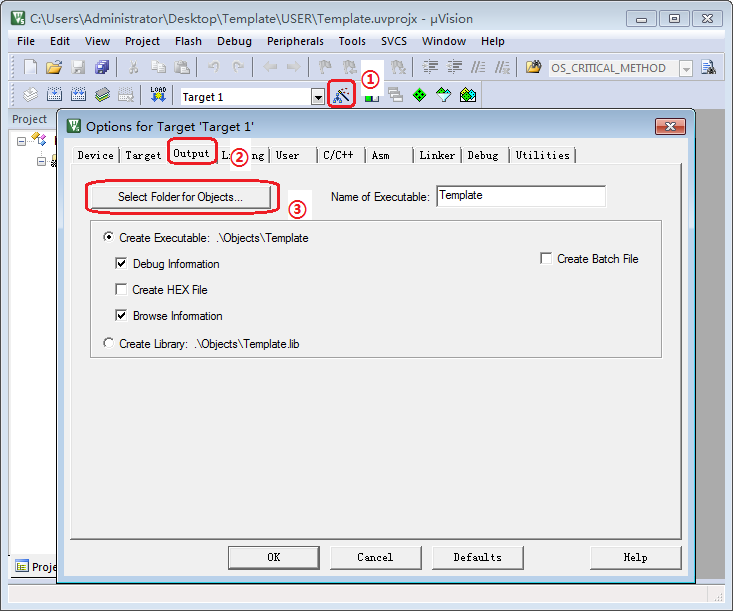 C:\Users\Administrator\Desktop\Template\USER\Template.uvprojx - µVision
File Edit View Project Flash Debug Peripherals Tools SVCS Window Help
OS_CRITICAL_METHOD
LOAD Target 1 ①
Project
Options for Target 'Target 1'
Device Target Output ② User C/C++ Asm Linker Debug Utilities
Select Folder for Objects... ③ Name of Executable: Template
Create Executable: .\Objects\Template
Debug Information Create Batch File
Create HEX File
Browse Information
Create Library: .\Objects\Template.lib
OK Cancel Defaults Help
Proje